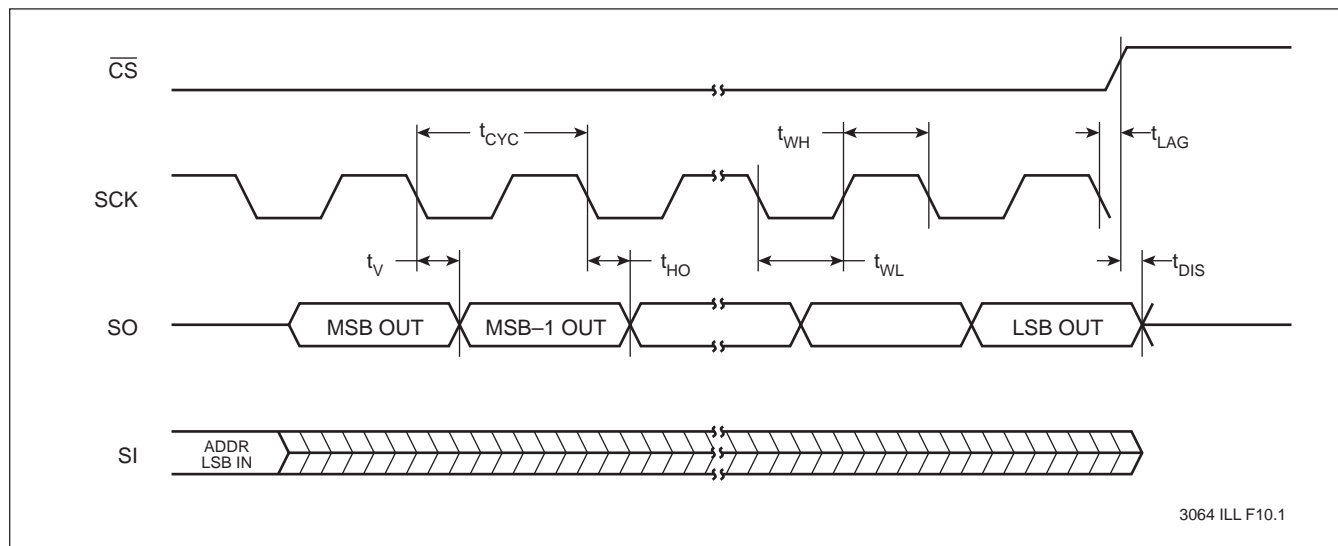 C̅S̅
tCYC
tWH
tLAG
SCK
tV
tHO
tWL
tDIS
SO
MSB OUT
MSB–1 OUT
LSB OUT
SI
ADDR
LSB IN
3064 ILL F10.1